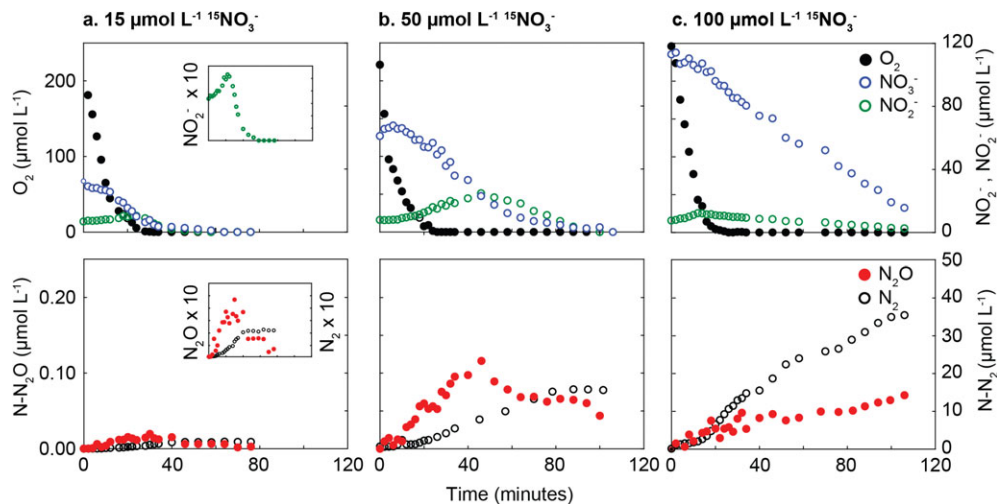 a. 15 µmol L⁻¹ ¹⁵NO₃⁻
b. 50 µmol L⁻¹ ¹⁵NO₃⁻
c. 100 µmol L⁻¹ ¹⁵NO₃⁻
O₂ (µmol L⁻¹)
200
100
0
NO₂⁻ x 10
O₂
NO₃⁻
NO₂⁻
120
80
40
0
NO₂⁻, NO₂⁻ (µmol L⁻¹)
N-N₂O (µmol L⁻¹)
0.20
0.10
0.00
N₂O x 10
N₂ x 10
N₂O
N₂
50
40
30
20
10
0
N-N₂ (µmol L⁻¹)
0 40 80 120
0 40 80 120
0 40 80 120
Time (minutes)